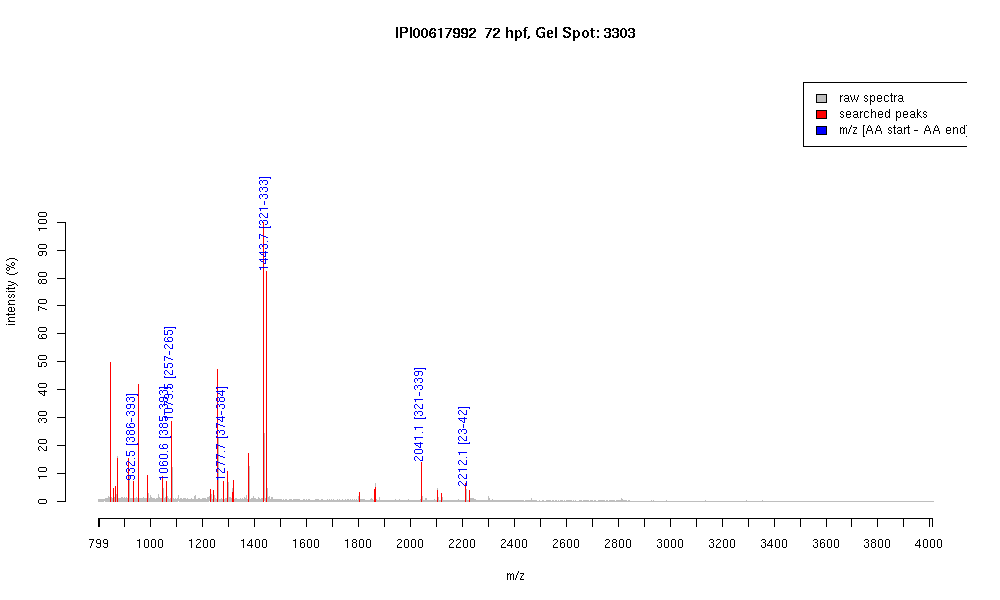 IPI00617992 72 hpf, Gel Spot: 3303
raw spectra
searched peaks
m/z [AA start - AA end]
intensity (%)
100
90
80
70
60
50
40
30
20
10
0
932.5 [386-393]
1060.6 [385-393]
1079.5 [257-265]
1277.7 [374-384]
1443.7 [321-333]
2041.1 [321-339]
2212.1 [23-42]
799 1000 1200 1400 1600 1800 2000 2200 2400 2600 2800 3000 3200 3400 3600 3800 4000
m/z